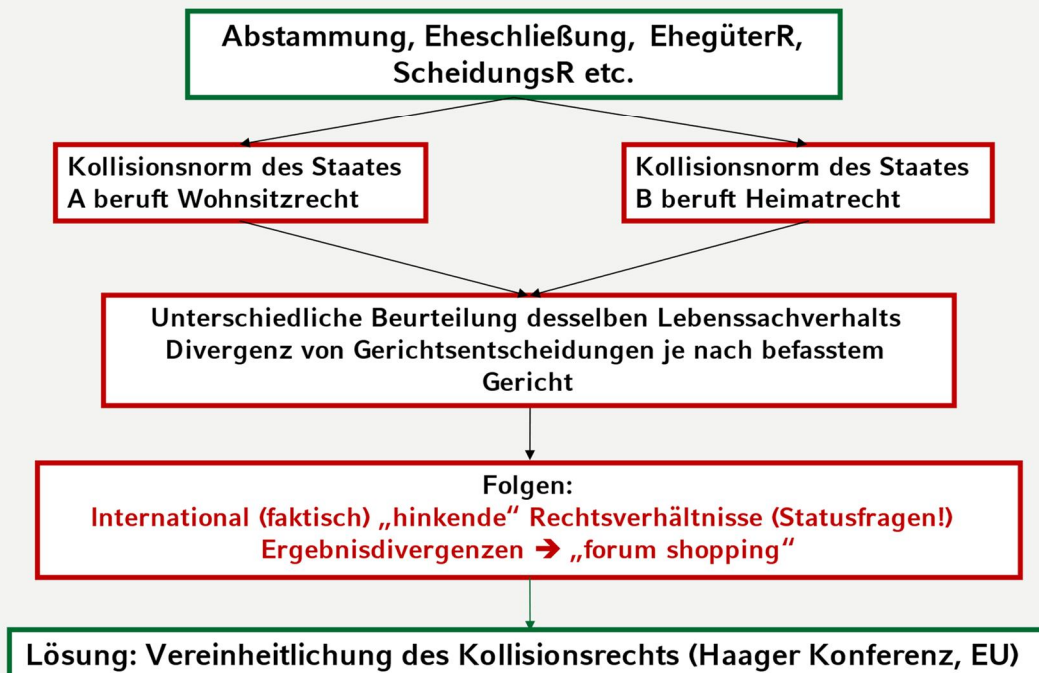 Abstammung, Eheschließung, EhegüterR,
ScheidungsR etc.
Kollisionsnorm des Staates
A beruft Wohnsitzrecht
Kollisionsnorm des Staates
B beruft Heimatrecht
Unterschiedliche Beurteilung desselben Lebenssachverhalts
Divergenz von Gerichtsentscheidungen je nach befasstem
Gericht
Folgen:
International (faktisch) „hinkende“ Rechtsverhältnisse (Statusfragen!)
Ergebnisdivergenzen ➔ „forum shopping“
Lösung: Vereinheitlichung des Kollisionsrechts (Haager Konferenz, EU)